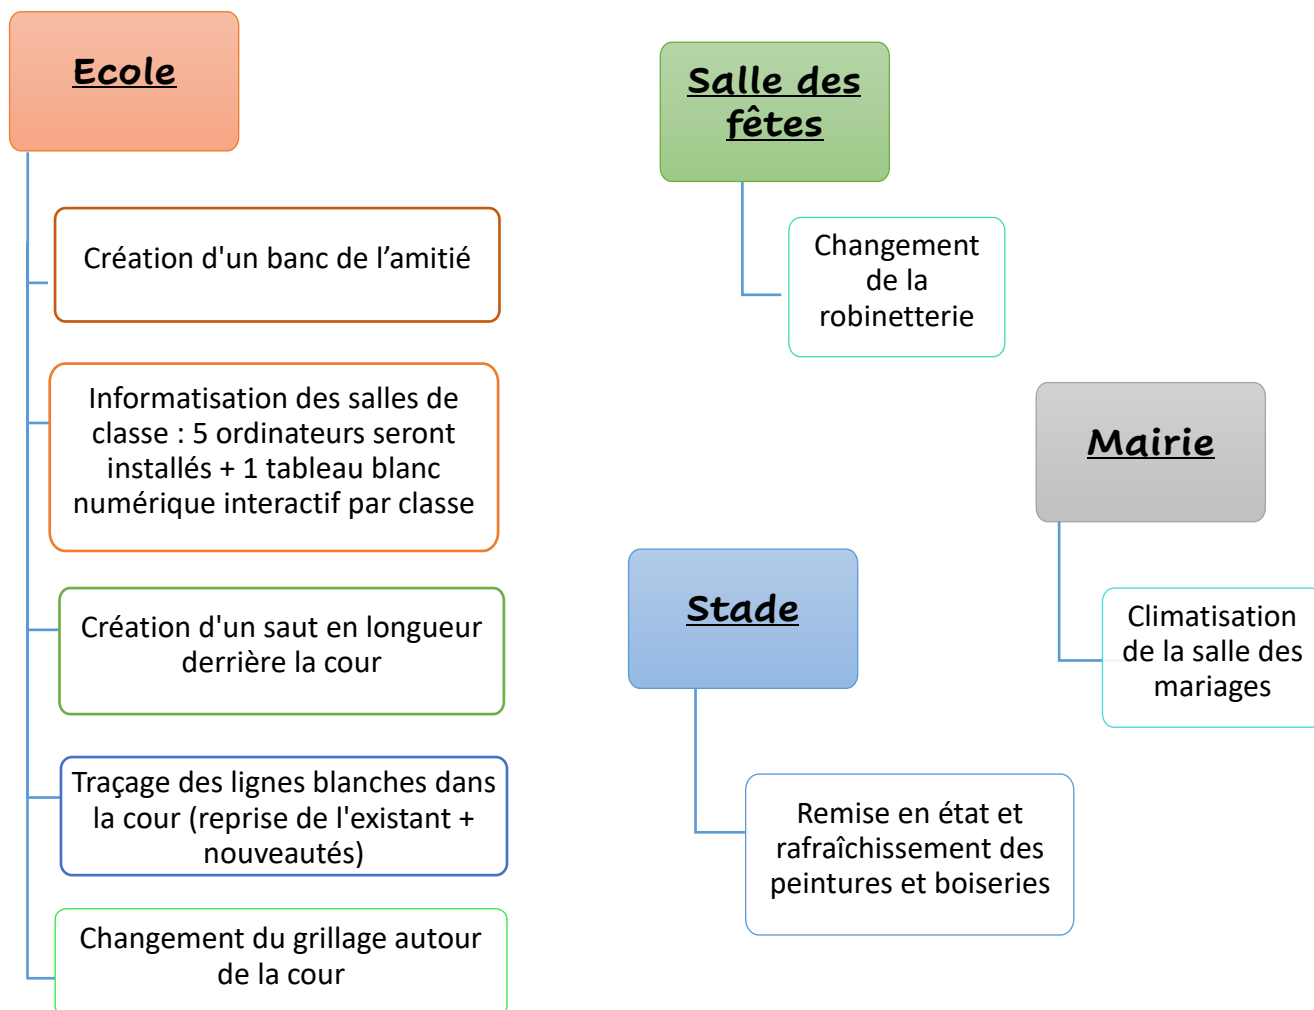 Ecole
Création d'un banc de l’amitié
Informatisation des salles de
classe : 5 ordinateurs seront
installés + 1 tableau blanc
numérique interactif par classe
Création d'un saut en longueur
derrière la cour
Traçage des lignes blanches dans
la cour (reprise de l'existant +
nouveautés)
Changement du grillage autour
de la cour
Salle des
fêtes
Changement
de la
robinetterie
Mairie
Climatisation
de la salle des
mariages
Stade
Remise en état et
rafraîchissement des
peintures et boiseries